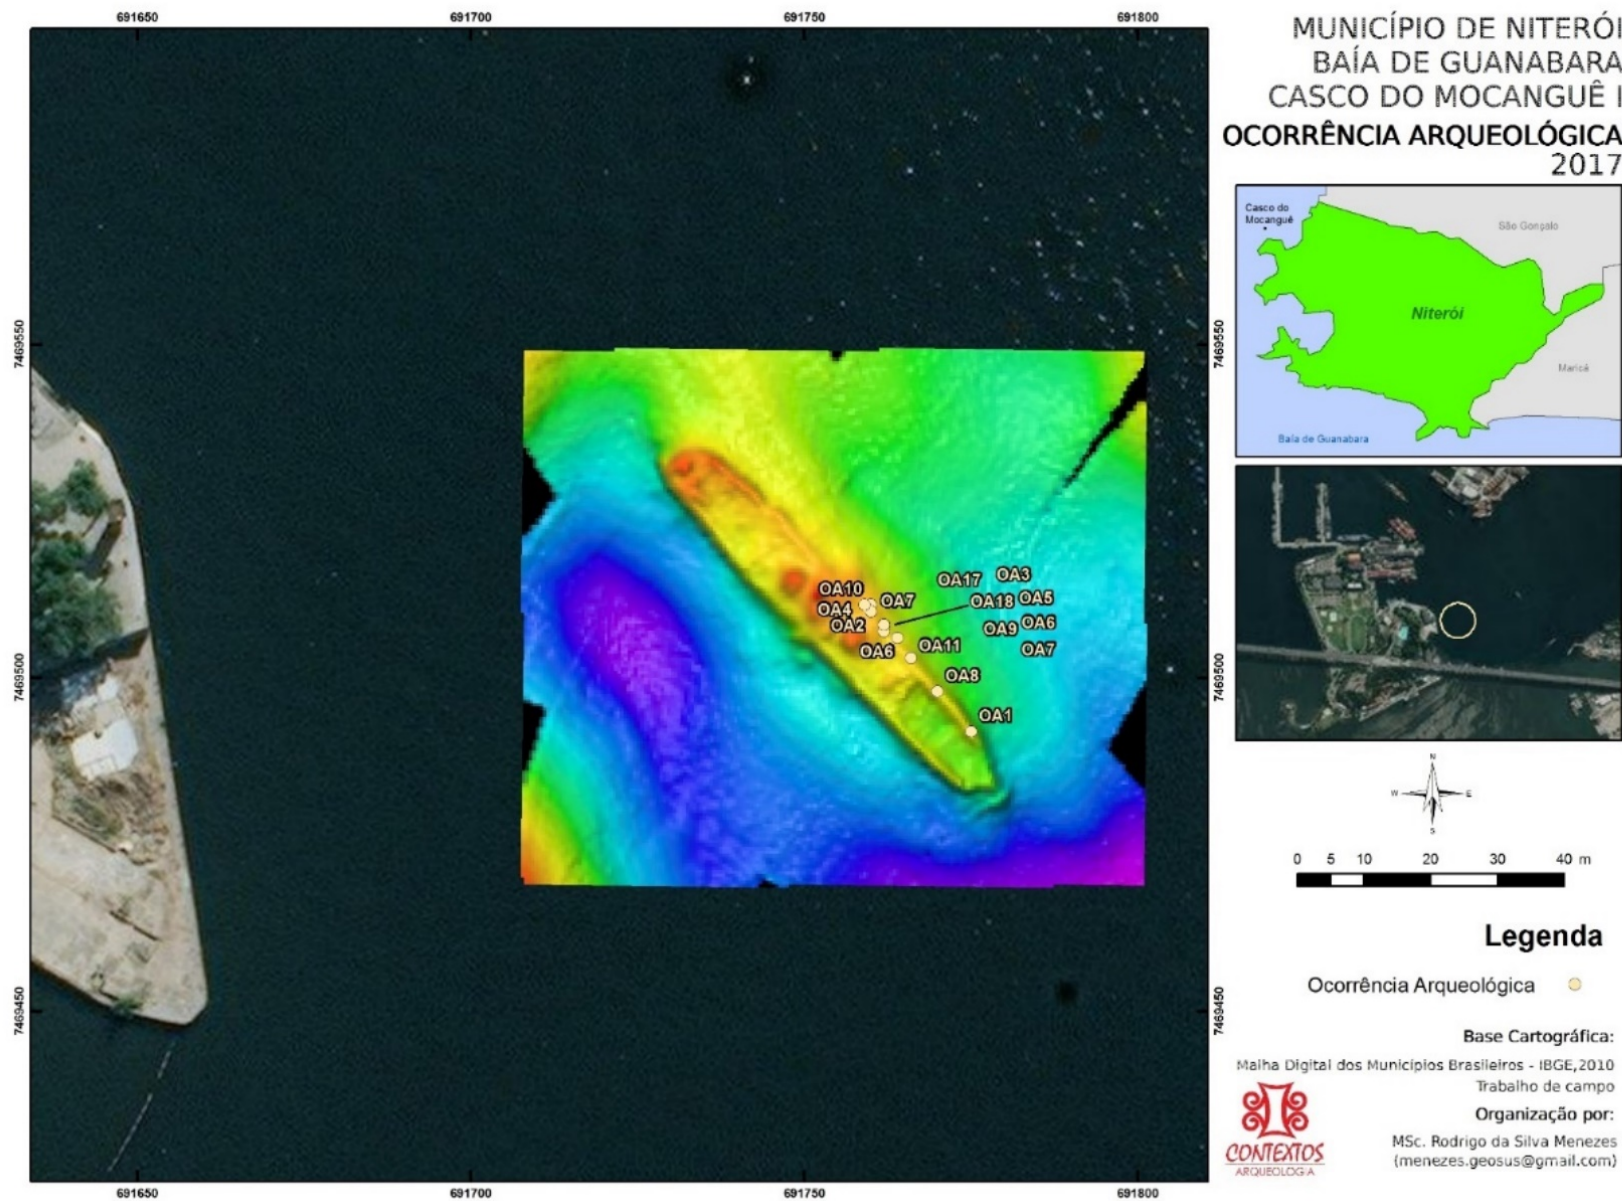 691650
691700
691750
691800
7469550
7469500
7469450
7469550
7469500
7469450
691650
691700
691750
691800
OA17
OA3
OA10
OA7
OA18
OA5
OA4
OA2
OA9
OA6
OA6
OA11
OA7
OA8
OA1
MUNICÍPIO DE NITERÓI
BAÍA DE GUANABARA
CASCO DO MOCANGUÊ I
OCORRÊNCIA ARQUEOLÓGICA
2017
Casco do
Mocanguê
São Gonçalo
Niterói
Maricá
Baía de Guanabara
N
W E
S
0 5 10 20 30 40 m
Legenda
Ocorrência Arqueológica
Base Cartográfica:
Malha Digital dos Municípios Brasileiros - IBGE,2010
Trabalho de campo
Organização por:
MSc. Rodrigo da Silva Menezes
(menezes.geosus@gmail.com)
CONTEXTOS
ARQUEOLOGIA